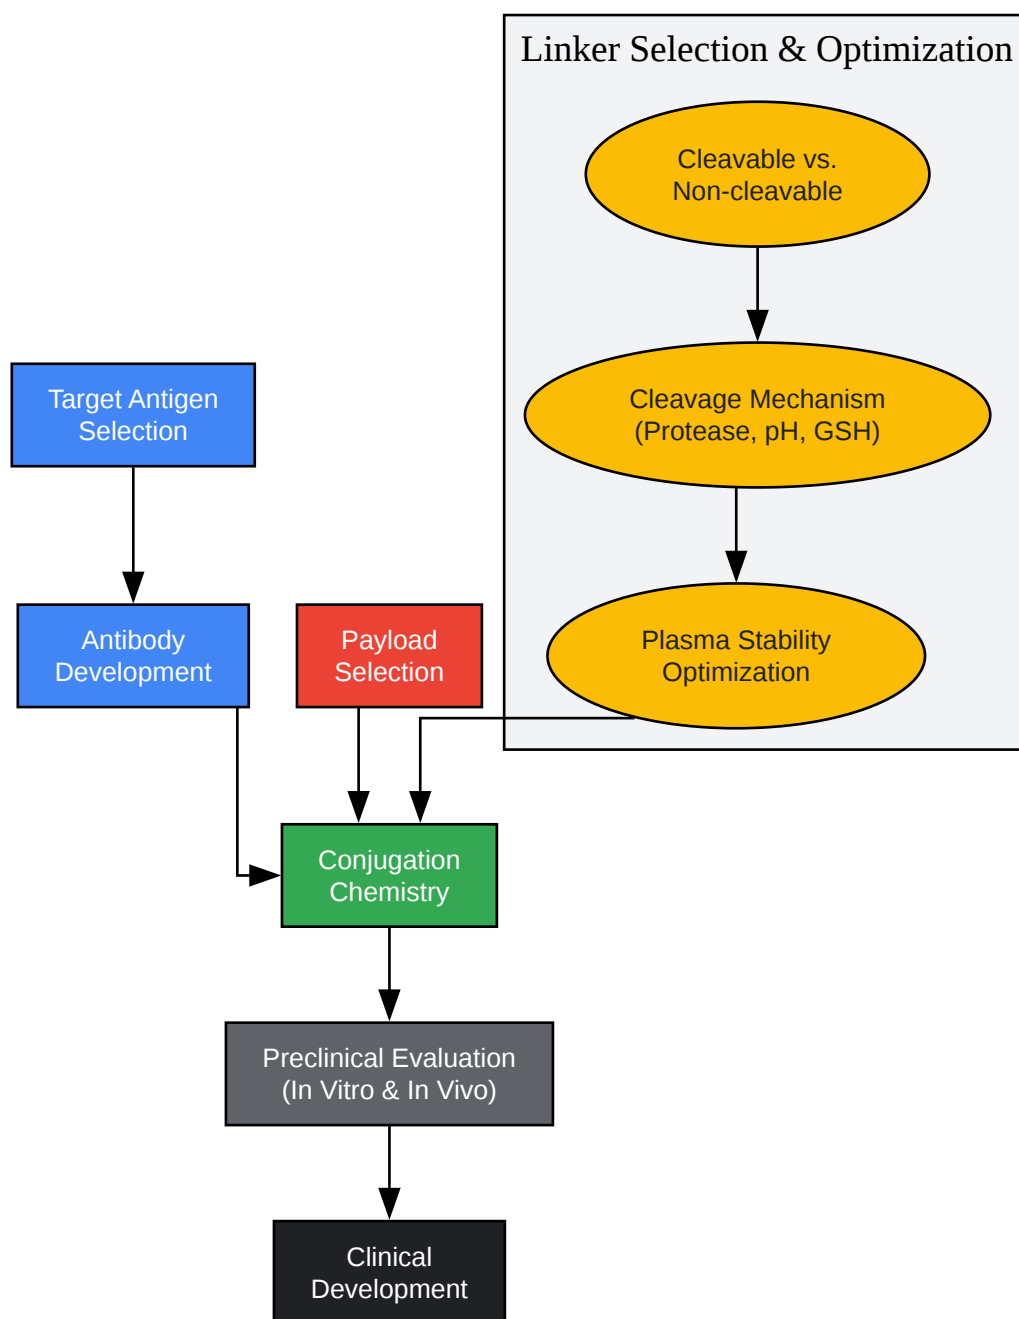 Linker Selection & Optimization
Cleavable vs.
Non-cleavable
Cleavage Mechanism
(Protease, pH, GSH)
Target Antigen
Selection
Antibody
Development
Payload
Selection
Plasma Stability
Optimization
Conjugation
Chemistry
Preclinical Evaluation
(In Vitro & In Vivo)
Clinical
Development